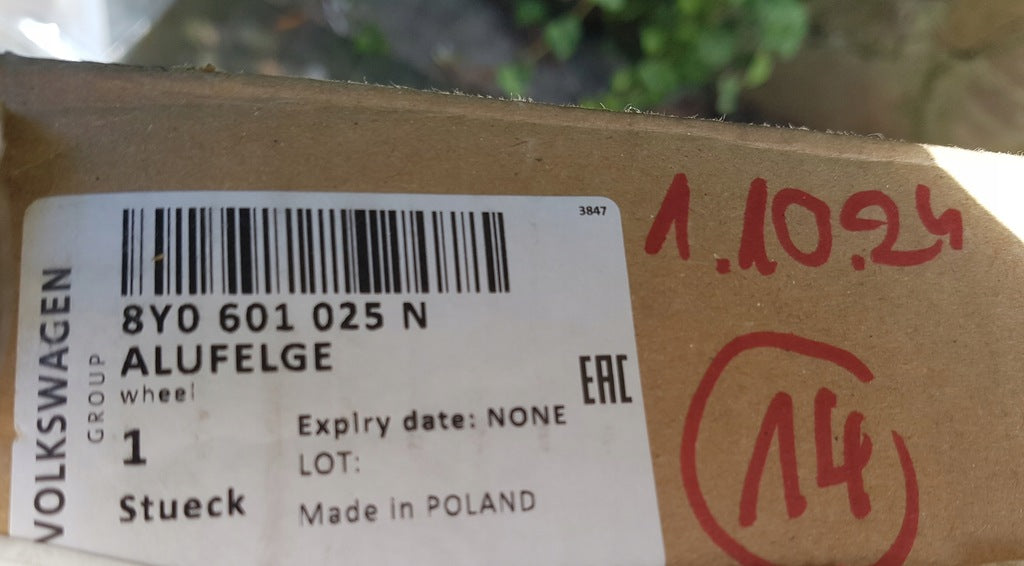 3847
8Y0 601 025 N
ALUFELGE
wheel
1
Stueck
Expiry date: NONE
LOT:
Made in POLAND
EAC
VOLKSWAGEN
GROUP
1.10.24
14